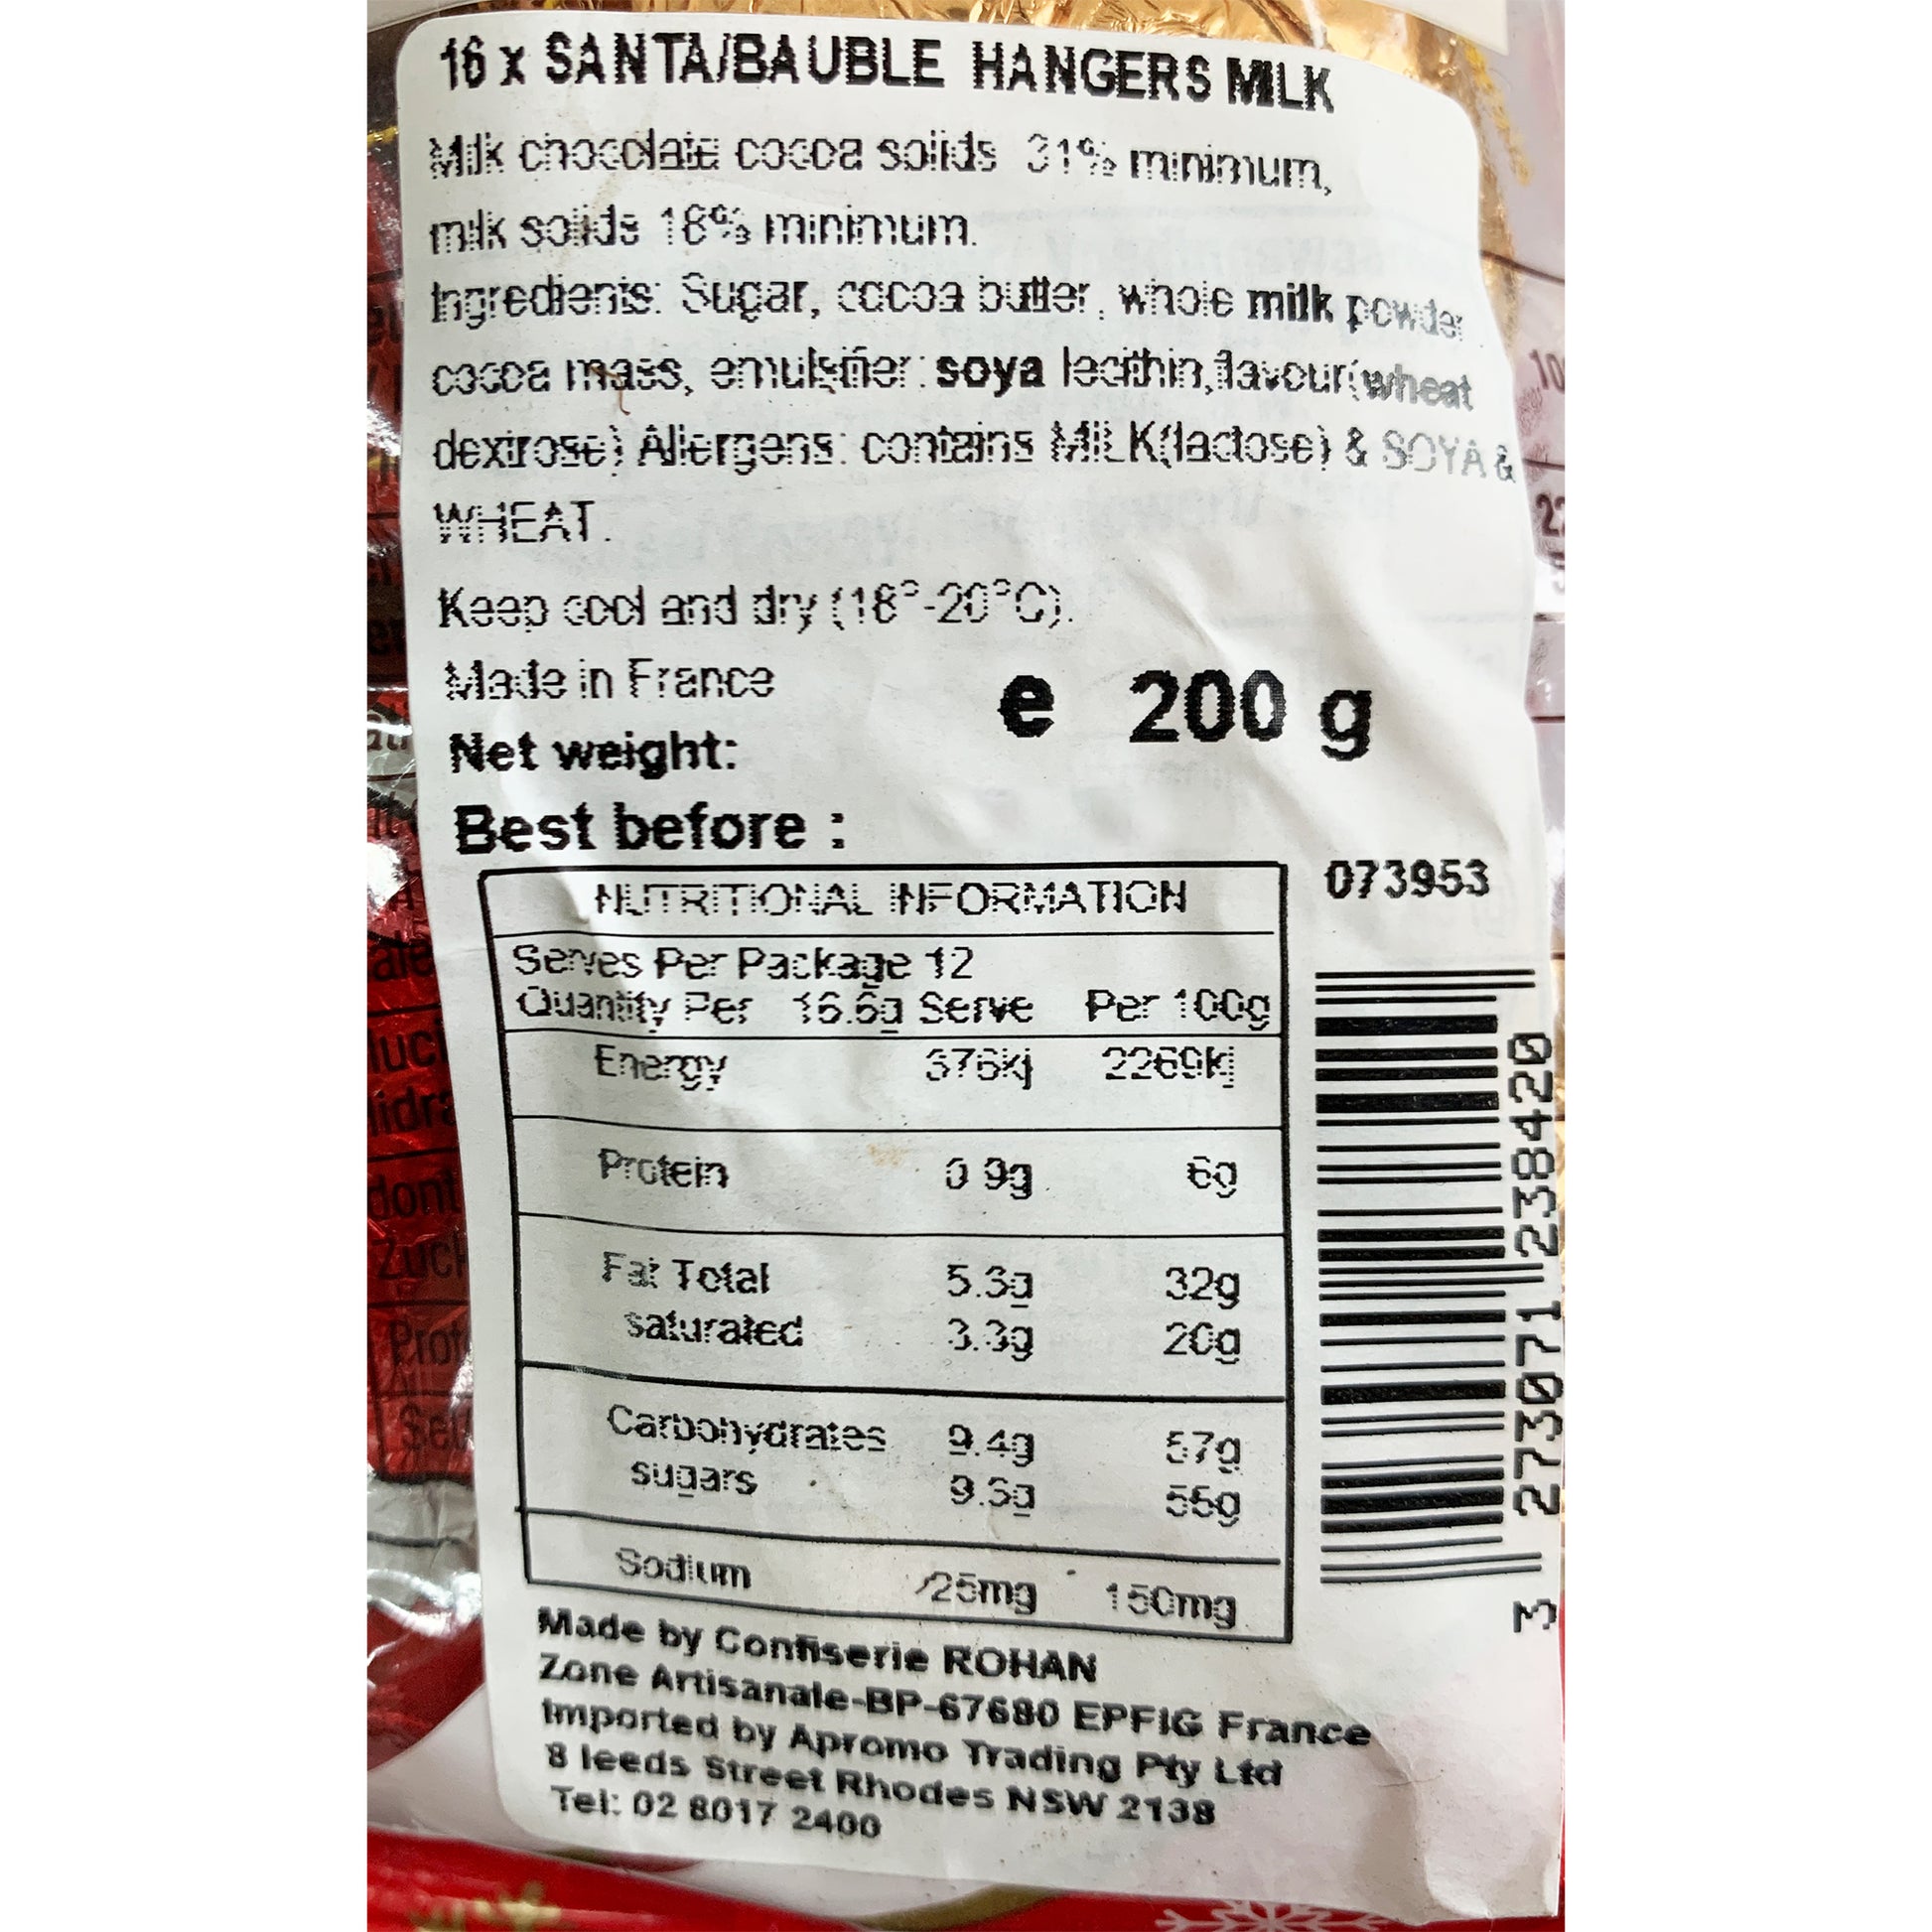 16 x SANTA/BAUBLE HANGERS MILK
Milk chocolate cocoa solids 31% minimum,
milk solids 18% minimum.
Ingredients: Sugar, cocoa butter, whole milk powder
cocoa mass, emulsifier: soya lecithin, flavour(wheat
dextrose) Allergens: contains MILK(lactose) & SOYA &
WHEAT.
Keep cool and dry (18°-20°C).
Made in France
Net weight: e 200 g
Best before :
073953
NUTRITIONAL INFORMATION
Serves Per Package 12
Quantity Per 16.6g Serve Per 100g
Energy 376kj 2269kj
Protein 0.9g 6g
Fat Total 5.3g 32g
saturated 3.3g 20g
Carbohydrates 9.4g 57g
sugars 55g
Sodium 25mg 150mg
3 273071 238420
Made by Confiserie ROHAN
Zone Artisanale-BP-67680 EPFIG France
Imported by Apromo Trading Pty Ltd
8 leeds Street Rhodes NSW 2138
Tel: 02 8017 2400